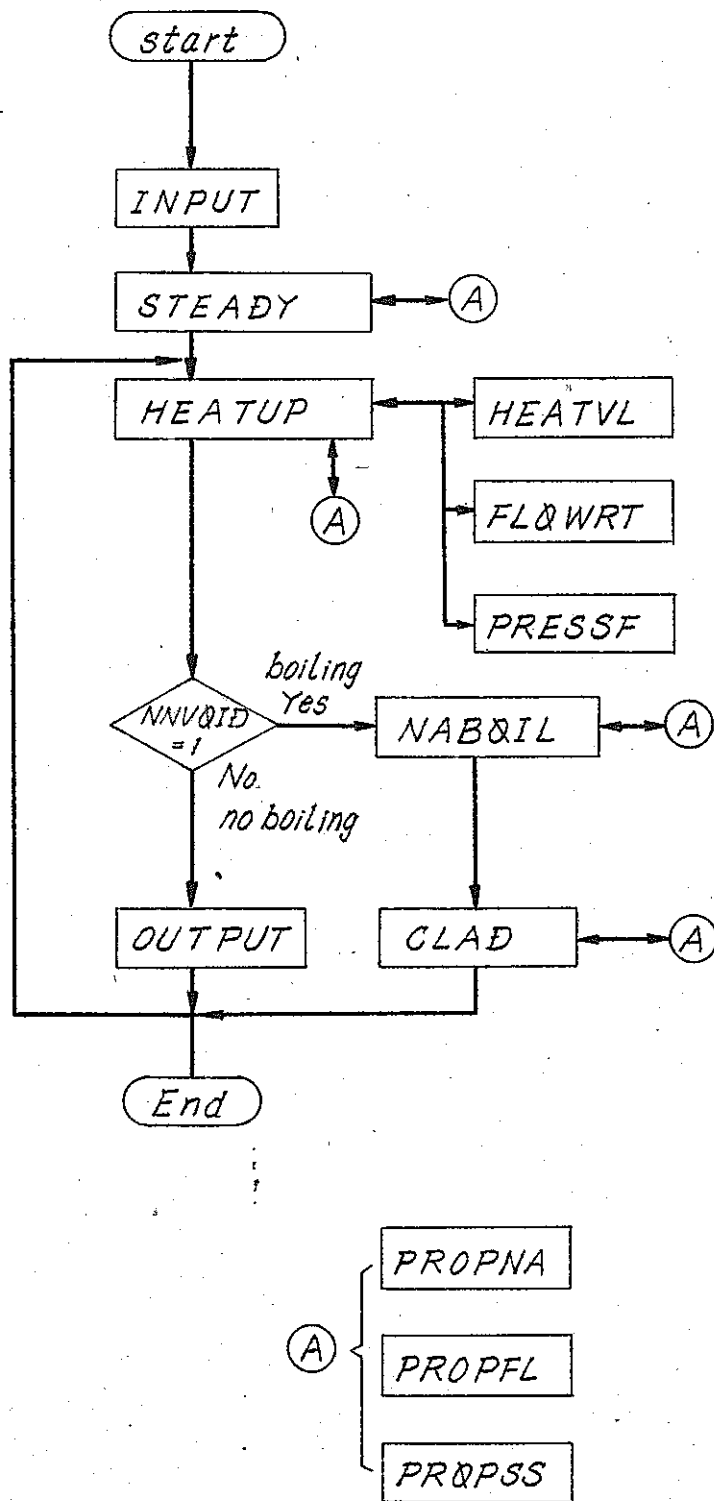 start
INPUT
STEADY
A
HEATUP
HEATVL
A
FLOWRT
PRESSF
NNVOID
=1
boiling
Yes
NABOIL
A
No
no boiling
OUTPUT
CLAD
A
End
PROPNA
A
PROPFL
PROPSS